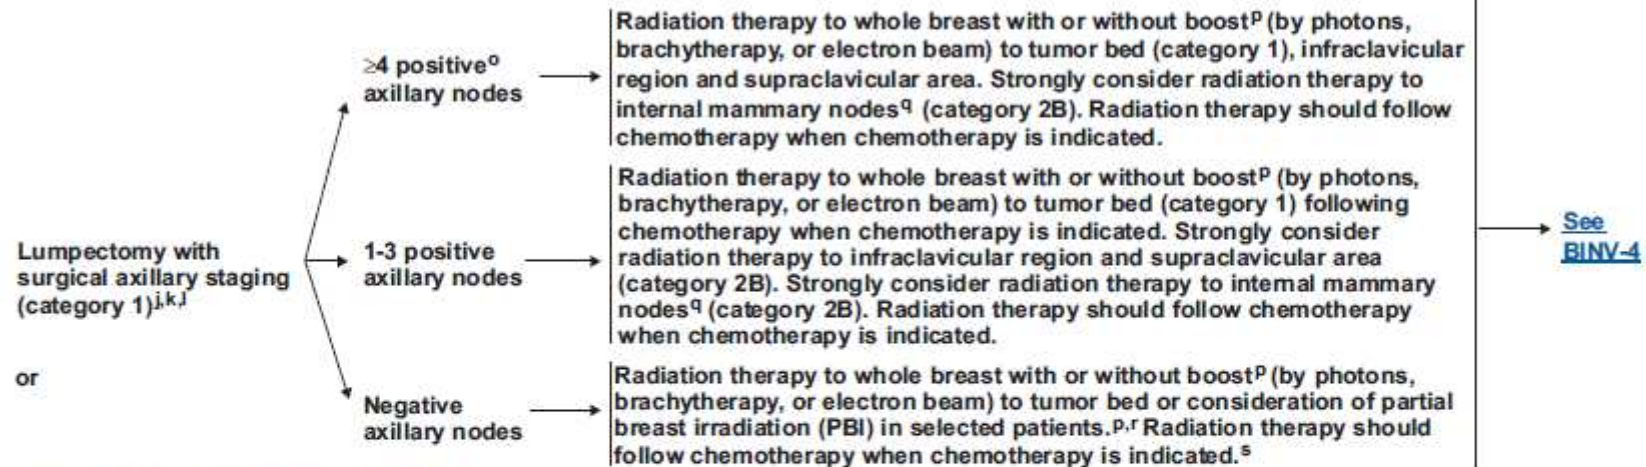 Lumpectomy with
surgical axillary staging
(category 1)j,k,l
or
≥4 positiveo
axillary nodes
Radiation therapy to whole breast with or without boostp (by photons,
brachytherapy, or electron beam) to tumor bed (category 1), infraclavicular
region and supraclavicular area. Strongly consider radiation therapy to
internal mammary nodesq (category 2B). Radiation therapy should follow
chemotherapy when chemotherapy is indicated.
1-3 positive
axillary nodes
Radiation therapy to whole breast with or without boostp (by photons,
brachytherapy, or electron beam) to tumor bed (category 1) following
chemotherapy when chemotherapy is indicated. Strongly consider
radiation therapy to infraclavicular region and supraclavicular area
(category 2B). Strongly consider radiation therapy to internal mammary
nodesq (category 2B). Radiation therapy should follow chemotherapy
when chemotherapy is indicated.
Negative
axillary nodes
Radiation therapy to whole breast with or without boostp (by photons,
brachytherapy, or electron beam) to tumor bed or consideration of partial
breast irradiation (PBI) in selected patients.p,r Radiation therapy should
follow chemotherapy when chemotherapy is indicated.s
See
BINV-4